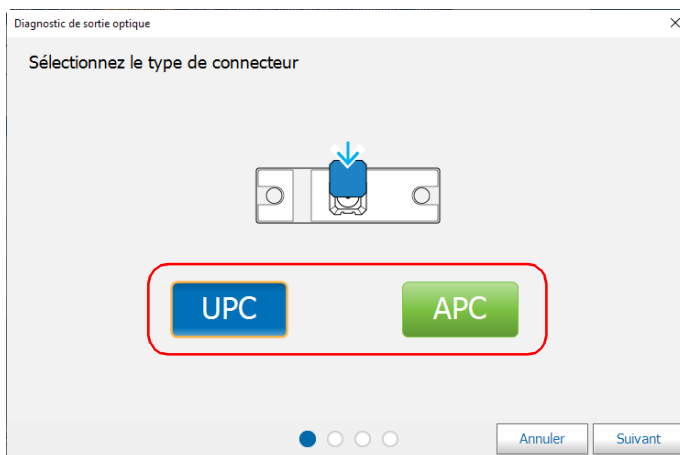 Diagnostic de sortie optique
Sélectionnez le type de connecteur
UPC
APC
Annuler
Suivant